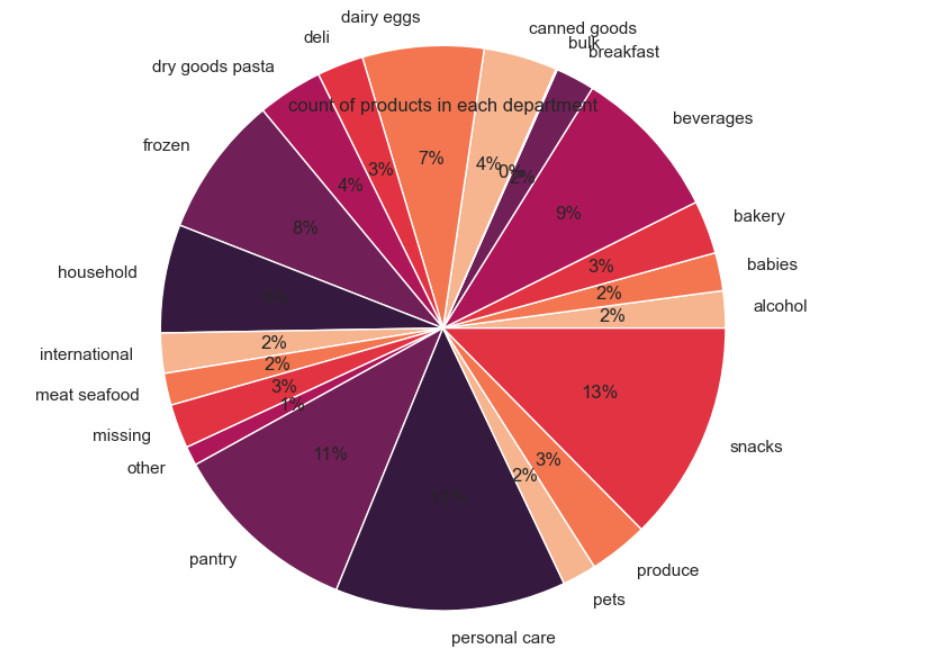 dairy eggs
canned goods
deli
bulk
breakfast
dry goods pasta
count of products in each department
beverages
frozen
7%
4%
3%
0%
2%
4%
9%
bakery
8%
household
3%
babies
2%
alcohol
2%
international
2%
meat seafood
2%
3%
13%
missing
1%
other
11%
snacks
3%
2%
pantry
produce
pets
personal care